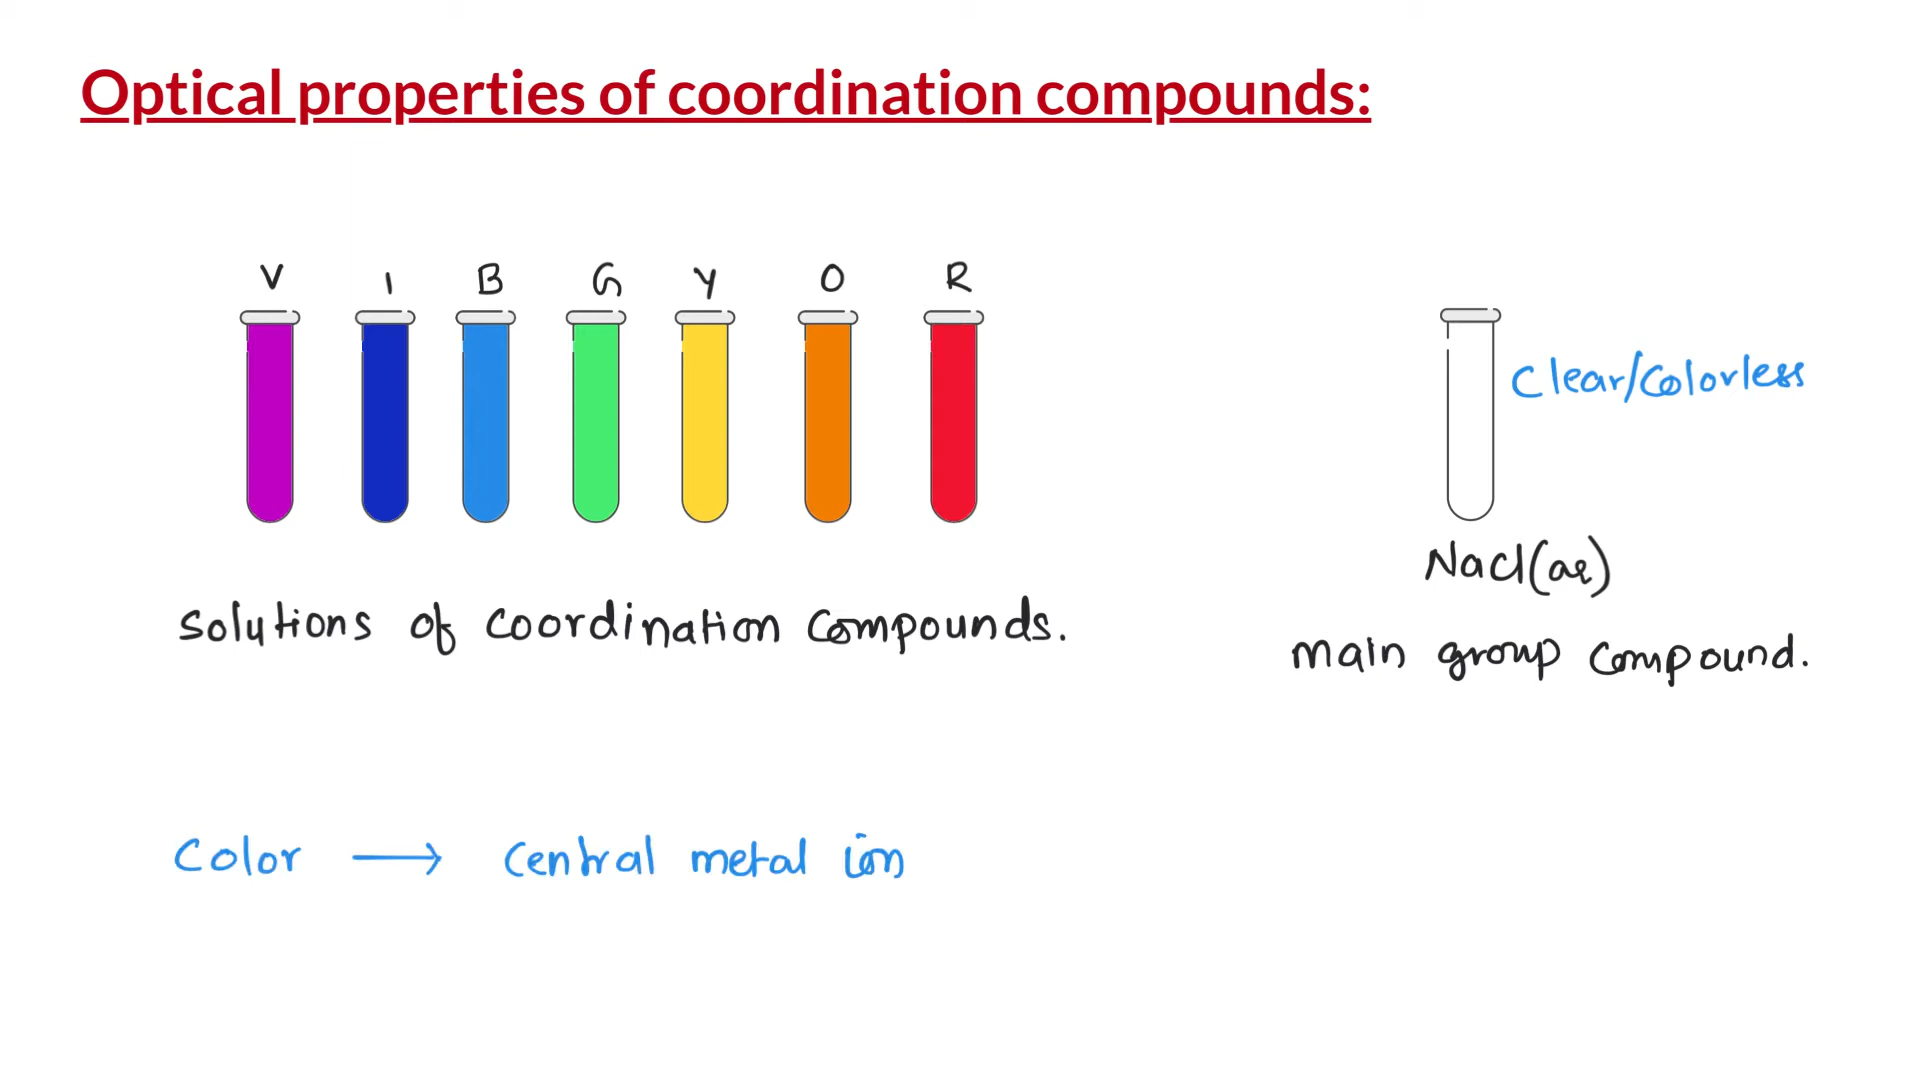 Optical properties of coordination compounds:
V I B G Y O R
Clear/Colorless
Nacl(aq)
Solutions of coordination compounds.
main group compound.
Color → Central metal ion